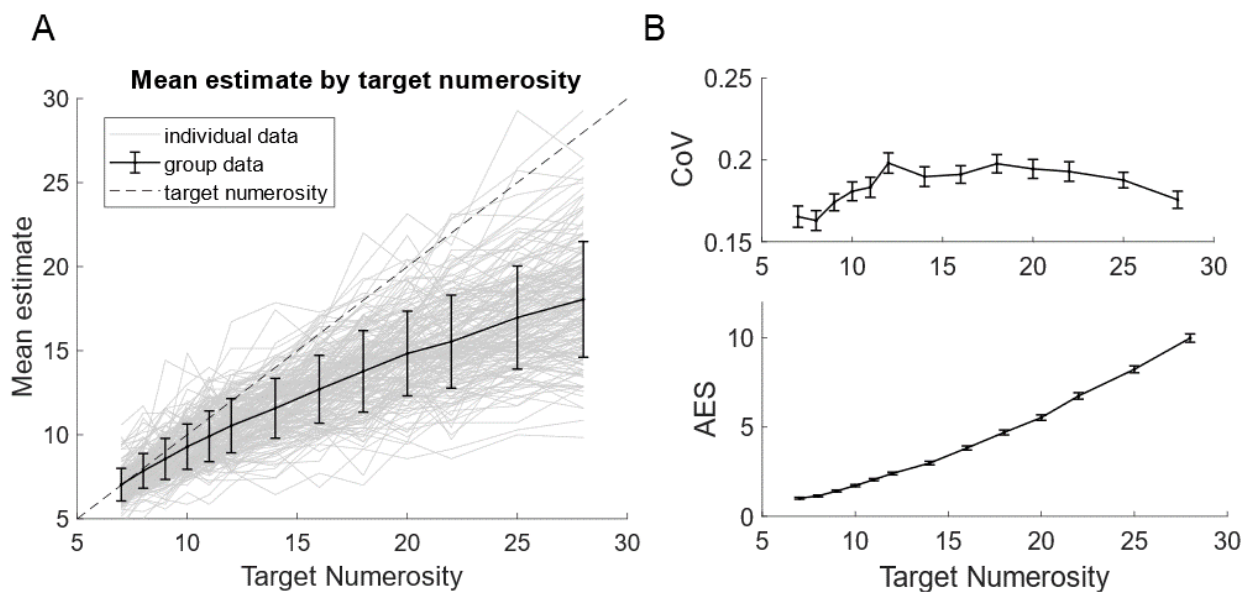 A
Mean estimate by target numerosity
30
25
20
15
10
5
Mean estimate
individual data
group data
target numerosity
5 10 15 20 25 30
Target Numerosity
B
0.25
0.2
0.15
CoV
5 10 15 20 25 30
10
5
0
AES
5 10 15 20 25 30
Target Numerosity